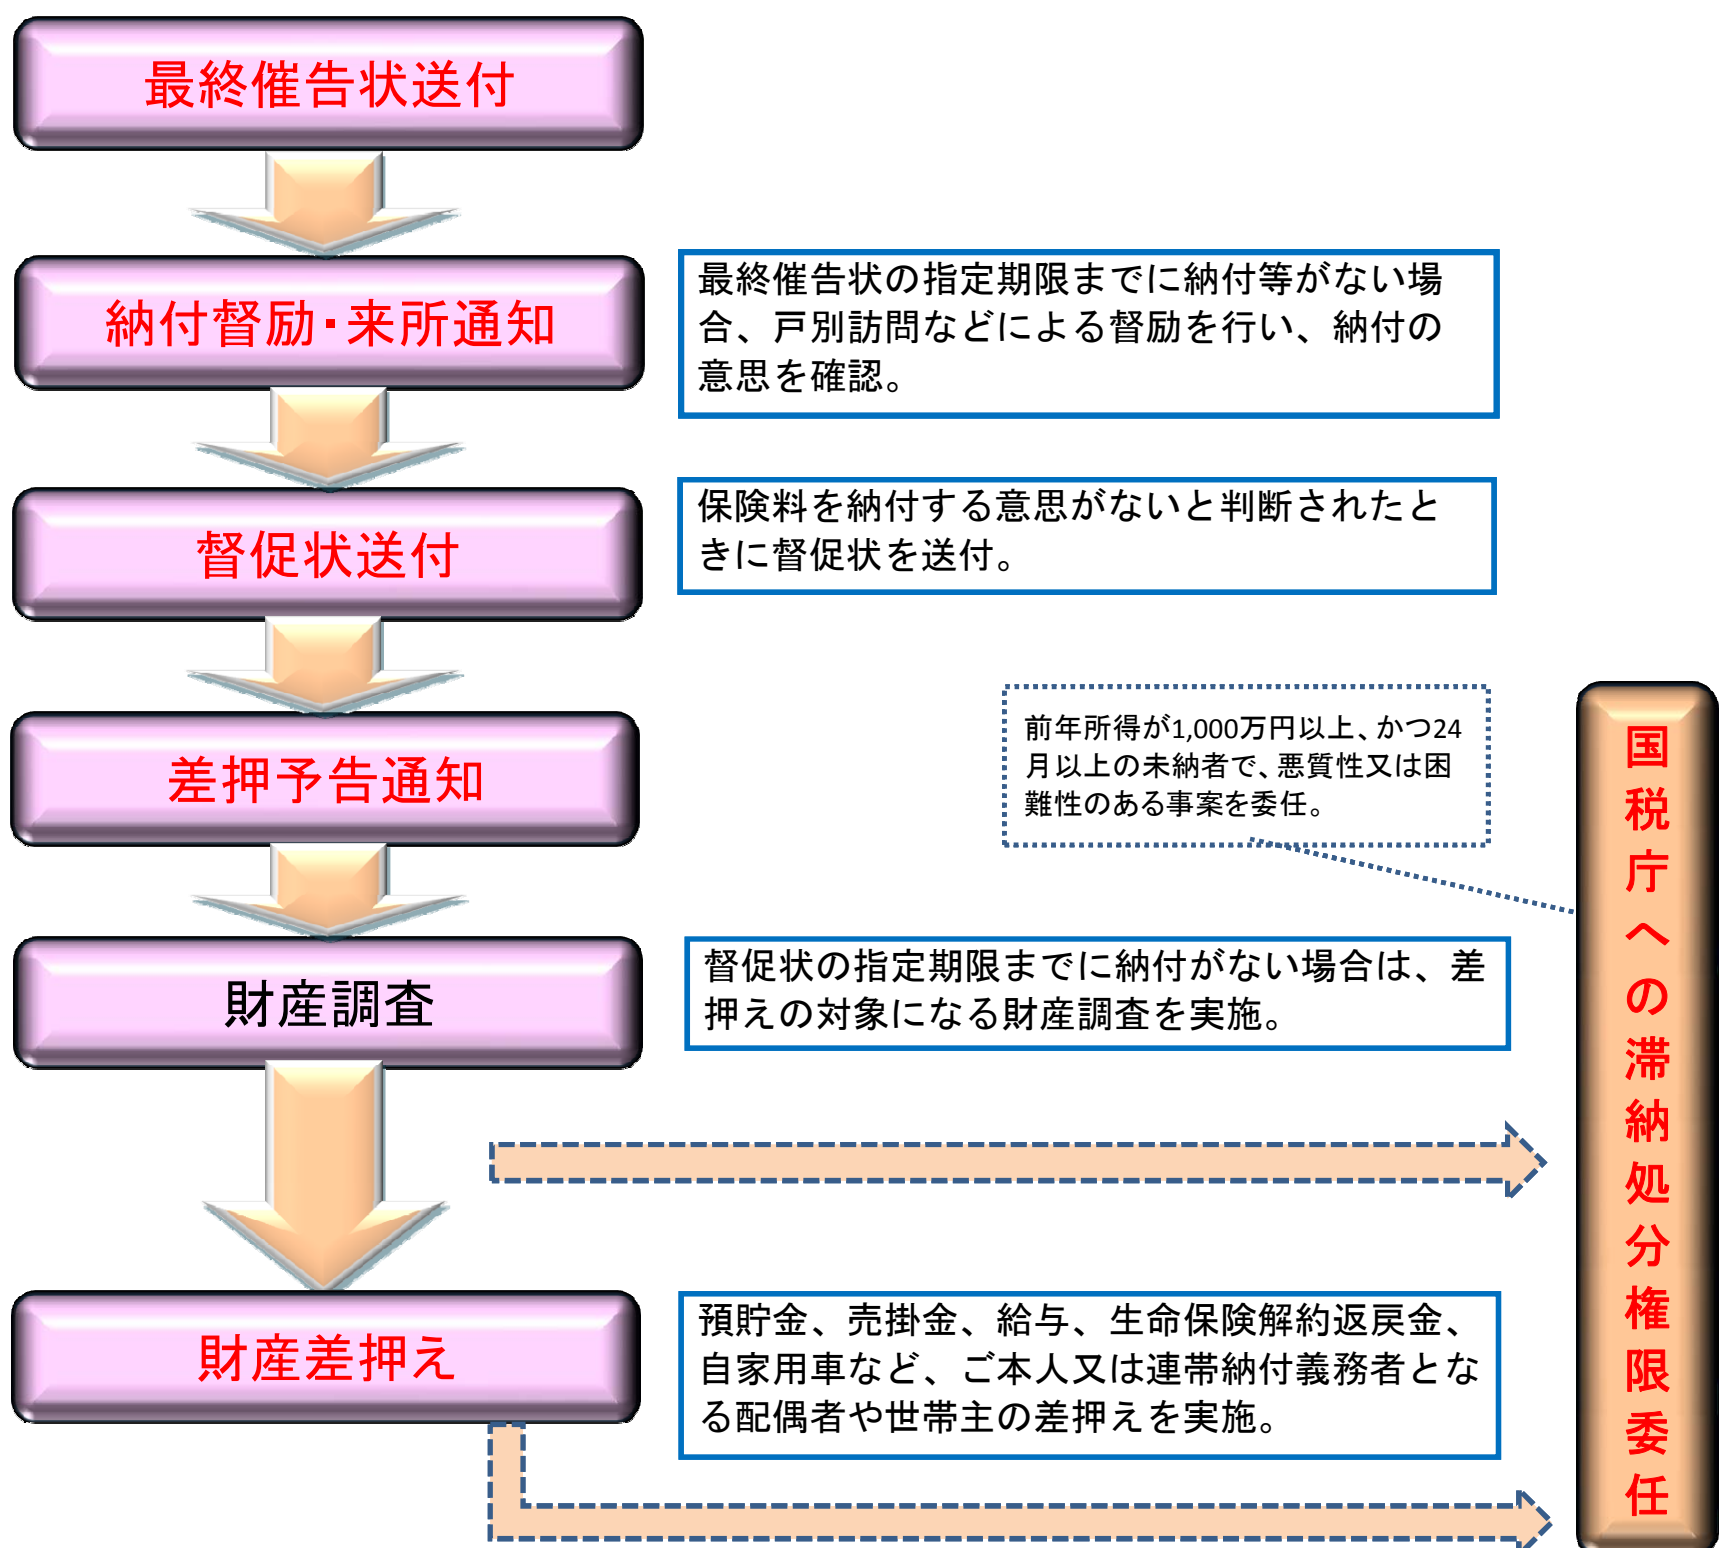 最終催告状送付
納付督励・来所通知
最終催告状の指定期限までに納付等がない場
合、戸別訪問などによる督励を行い、納付の
意思を確認。
督促状送付
保険料を納付する意思がないと判断されたと
きに督促状を送付。
差押予告通知
前年所得が1,000万円以上、かつ24
月以上の未納者で、悪質性又は困
難性のある事案を委任。
国税庁への滞納処分権限委任
財産調査
督促状の指定期限までに納付がない場合は、差
押えの対象になる財産調査を実施。
財産差押え
預貯金、売掛金、給与、生命保険解約返戻金、
自家用車など、ご本人又は連帯納付義務者とな
る配偶者や世帯主の差押えを実施。